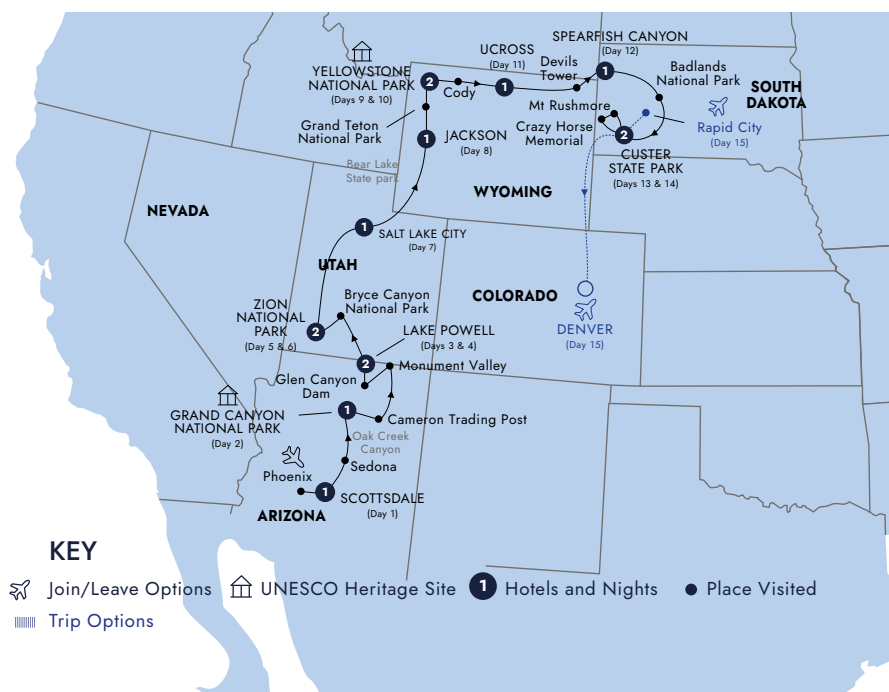 SPEARFISH CANYON
(Day 12)
UCROSS
(Day 11)
Devils
Tower
YELLOWSTONE
NATIONAL PARK
(Days 9 & 10)
2
Cody
1
1
Badlands
National Park
SOUTH
DAKOTA
Mt Rushmore
Crazy Horse
Memorial
2
Rapid City
(Day 15)
Grand Teton
National Park
1
JACKSON
(Day 8)
CUSTER
STATE PARK
(Days 13 & 14)
Bear Lake
State park
WYOMING
NEVADA
1
SALT LAKE CITY
(Day 7)
UTAH
COLORADO
DENVER
(Day 15)
ZION
NATIONAL
PARK
(Day 5 & 6)
2
Bryce Canyon
National Park
LAKE POWELL
(Days 3 & 4)
2
Monument Valley
Glen Canyon
Dam
GRAND CANYON
NATIONAL PARK
(Day 2)
1
Cameron Trading Post
Oak Creek
Canyon
Sedona
Phoenix
1
SCOTTSDALE
(Day 1)
ARIZONA
KEY
Join/Leave Options
UNESCO Heritage Site
1
Hotels and Nights
Place Visited
Trip Options